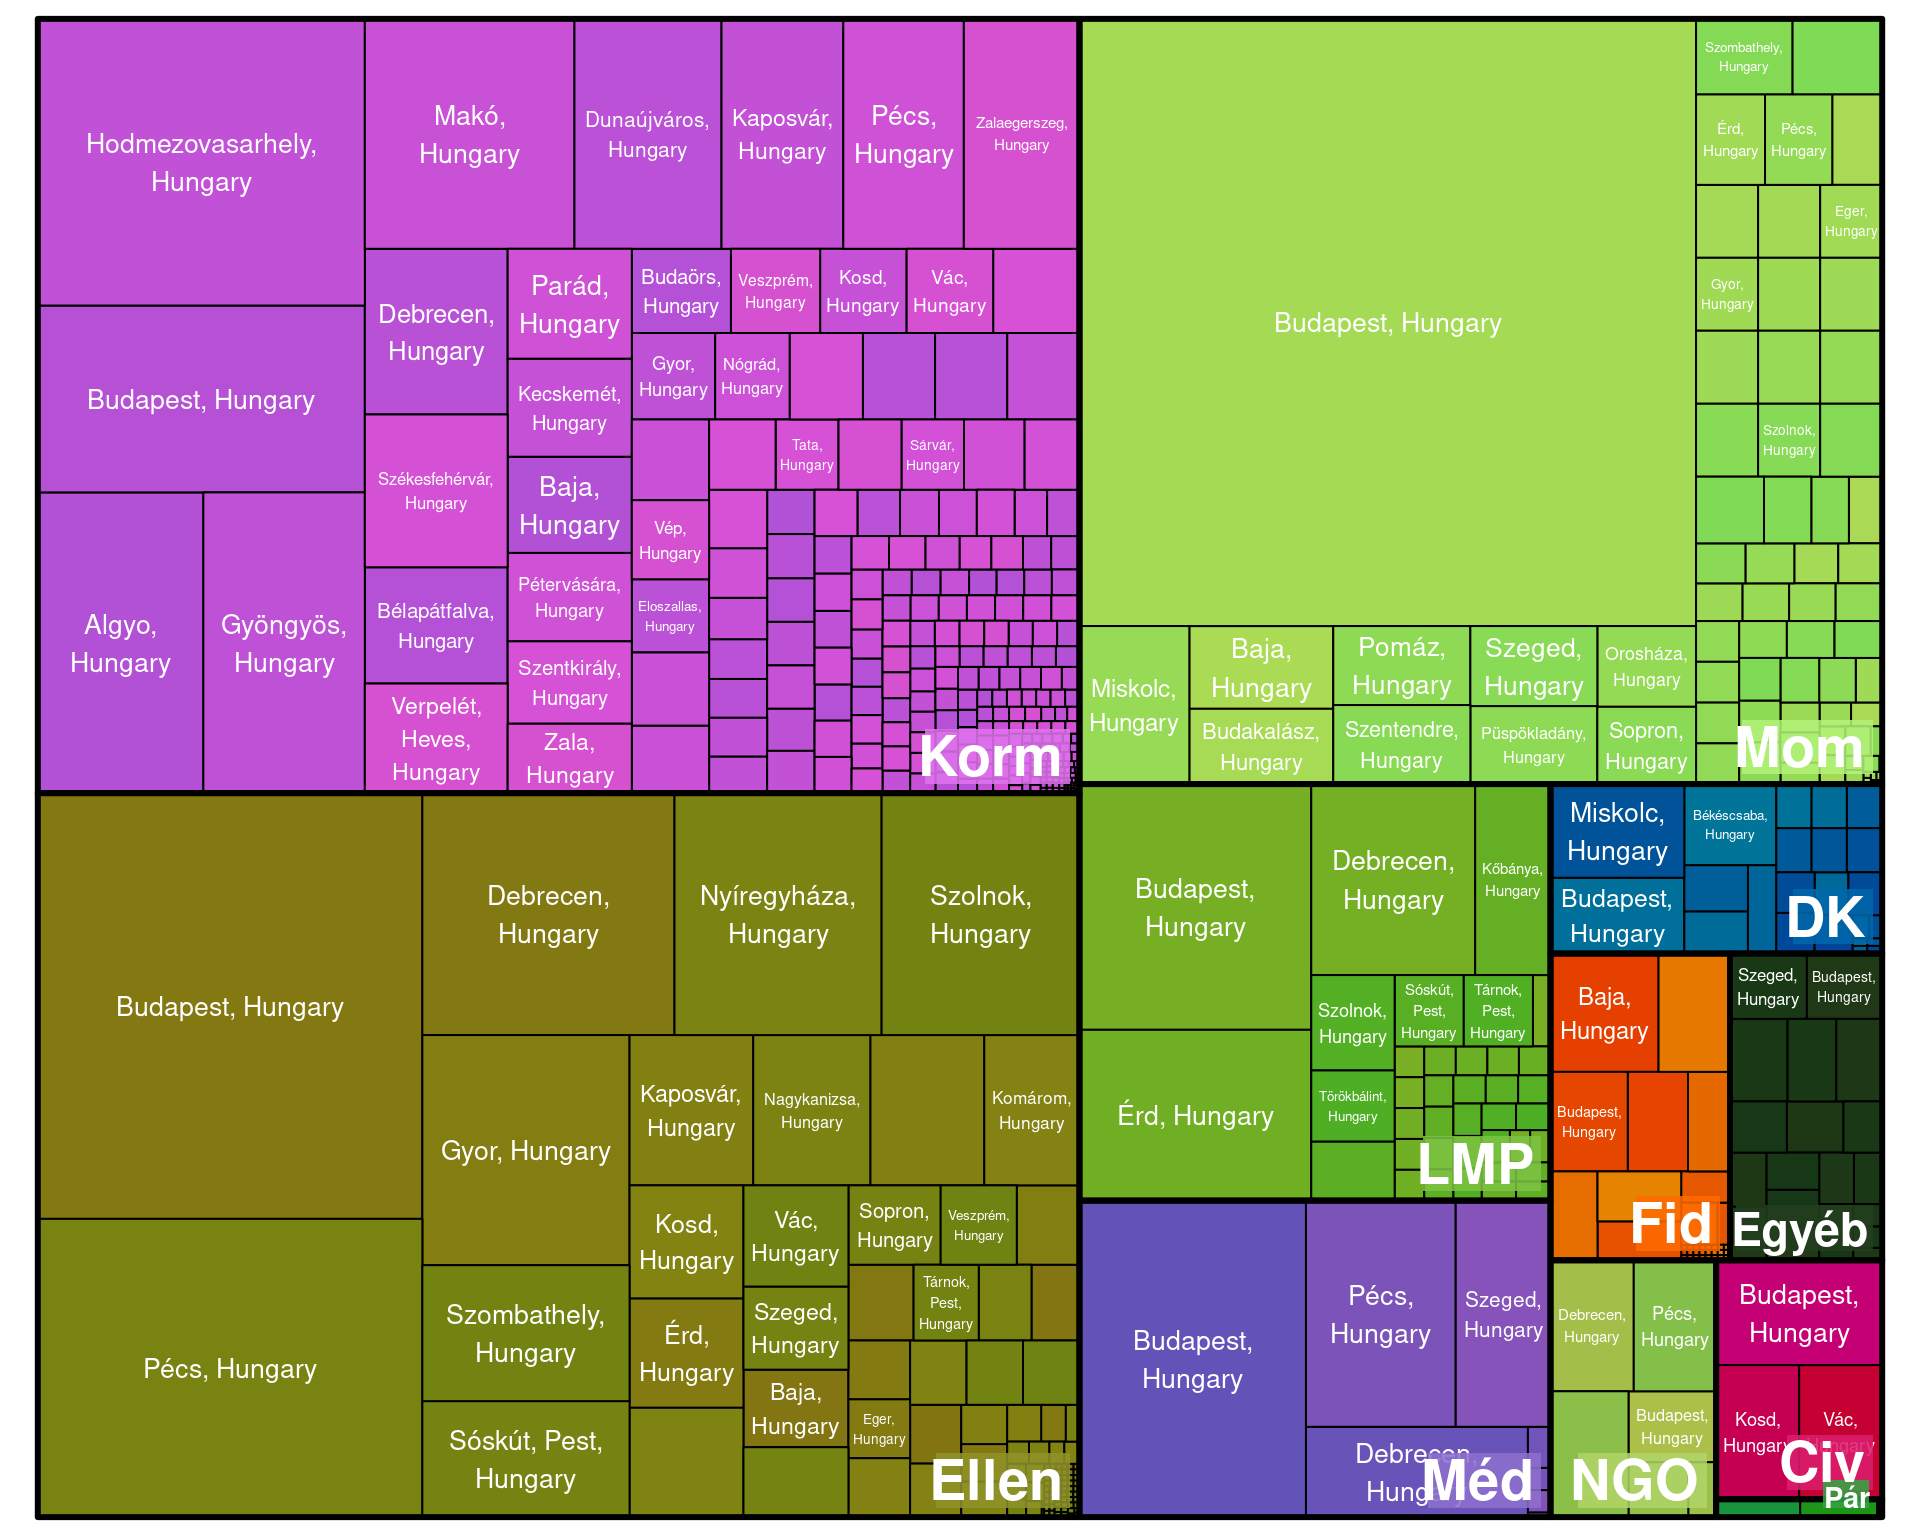 Hodmezovasarhely,
Hungary
Budapest, Hungary
Algyo,
Hungary
Gyöngyös,
Hungary
Makó,
Hungary
Dunaújváros,
Hungary
Kaposvár,
Hungary
Pécs,
Hungary
Zalaegerszeg,
Hungary
Debrecen,
Hungary
Székesfehérvár,
Hungary
Bélapátfalva,
Hungary
Verpelét,
Heves,
Hungary
Parád,
Hungary
Kecskemét,
Hungary
Baja,
Hungary
Pétervására,
Hungary
Szentkirály,
Hungary
Zala,
Hungary
Budaörs,
Hungary
Veszprém,
Hungary
Kosd,
Hungary
Vác,
Hungary
Gyor,
Hungary
Nógrád,
Hungary
Tata,
Hungary
Sárvár,
Hungary
Vép,
Hungary
Eloszallas,
Hungary
Korm
Budapest, Hungary
Miskolc,
Hungary
Baja,
Hungary
Budakalász,
Hungary
Pomáz,
Hungary
Szentendre,
Hungary
Szeged,
Hungary
Püspökladány,
Hungary
Orosháza,
Hungary
Sopron,
Hungary
Szombathely,
Hungary
Érd,
Hungary
Pécs,
Hungary
Eger,
Hungary
Gyor,
Hungary
Szolnok,
Hungary
Mom
Budapest, Hungary
Pécs, Hungary
Debrecen,
Hungary
Nyíregyháza,
Hungary
Szolnok,
Hungary
Gyor, Hungary
Szombathely,
Hungary
Sóskút, Pest,
Hungary
Kaposvár,
Hungary
Nagykanizsa,
Hungary
Komárom,
Hungary
Kosd,
Hungary
Érd,
Hungary
Vác,
Hungary
Szeged,
Hungary
Baja,
Hungary
Sopron,
Hungary
Veszprém,
Hungary
Tárnok,
Pest,
Hungary
Eger,
Hungary
Ellen
Budapest,
Hungary
Érd, Hungary
Debrecen,
Hungary
Kőbánya,
Hungary
Szolnok,
Hungary
Törökbálint,
Hungary
Sóskút,
Pest,
Hungary
Tárnok,
Pest,
Hungary
LMP
Budapest,
Hungary
Pécs,
Hungary
Szeged,
Hungary
Debrecen,
Hungary
Méd
Miskolc,
Hungary
Budapest,
Hungary
Békéscsaba,
Hungary
DK
Baja,
Hungary
Budapest,
Hungary
Fid
Szeged,
Hungary
Budapest,
Hungary
Egyéb
Debrecen,
Hungary
Pécs,
Hungary
Budapest,
Hungary
NGO
Budapest,
Hungary
Kosd,
Hungary
Vác,
Hungary
Civ
Pár